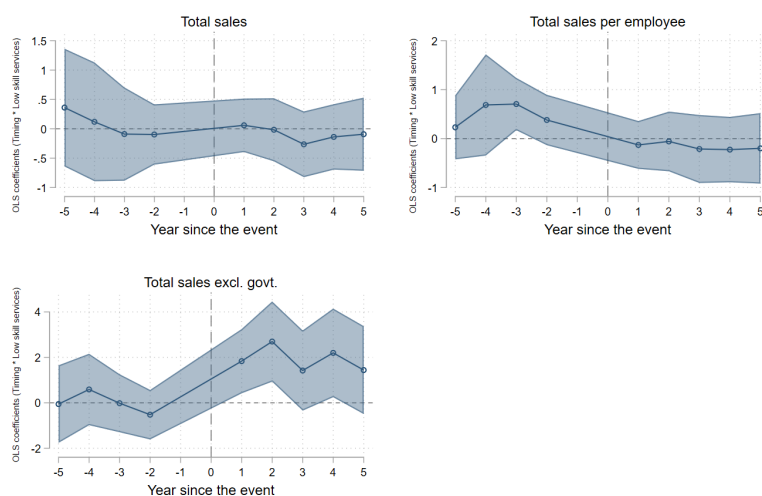 Total sales
OLS coefficients (Timing * Low skill services)
1.5
1
.5
0
-.5
-1
-5 -4 -3 -2 -1 0 1 2 3 4 5
Year since the event
Total sales per employee
OLS coefficients (Timing * Low skill services)
2
1
0
-1
-5 -4 -3 -2 -1 0 1 2 3 4 5
Year since the event
Total sales excl. govt.
OLS coefficients (Timing * Low skill services)
4
2
0
-2
-5 -4 -3 -2 -1 0 1 2 3 4 5
Year since the event